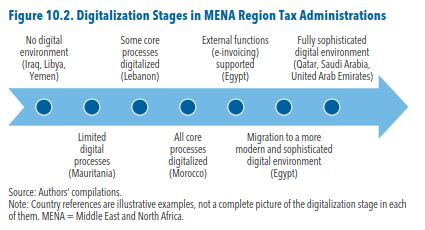 Figure 10.2. Digitalization Stages in MENA Region Tax Administrations
No digital
environment
(Iraq, Libya,
Yemen)
Some core
processes
digitalized
(Lebanon)
External functions
(e-invoicing)
supported
(Egypt)
Fully sophisticated
digital environment
(Qatar, Saudi Arabia,
United Arab Emirates)
Limited
digital
processes
(Mauritania)
All core
processes
digitalized
(Morocco)
Migration to a more
modern and sophisticated
digital environment
(Egypt)
Source: Authors' compilations.
Note: Country references are illustrative examples, not a complete picture of the digitalization stage in each
of them. MENA = Middle East and North Africa.